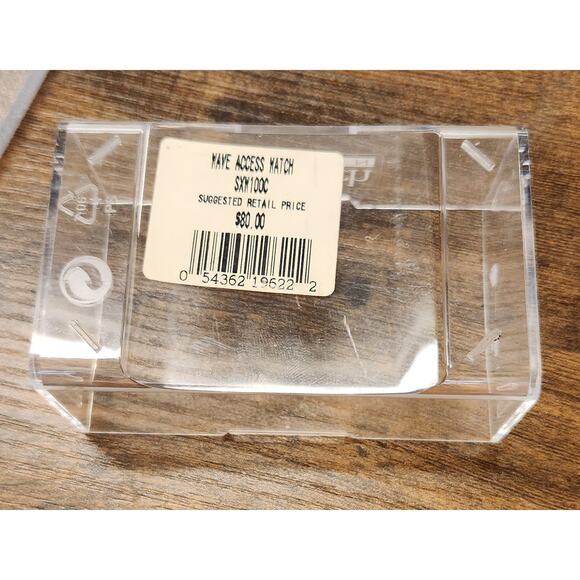 WAVE ACCESS WATCH
SXW100C
SUGGESTED RETAIL PRICE
$80.00
0 54362 19622 2